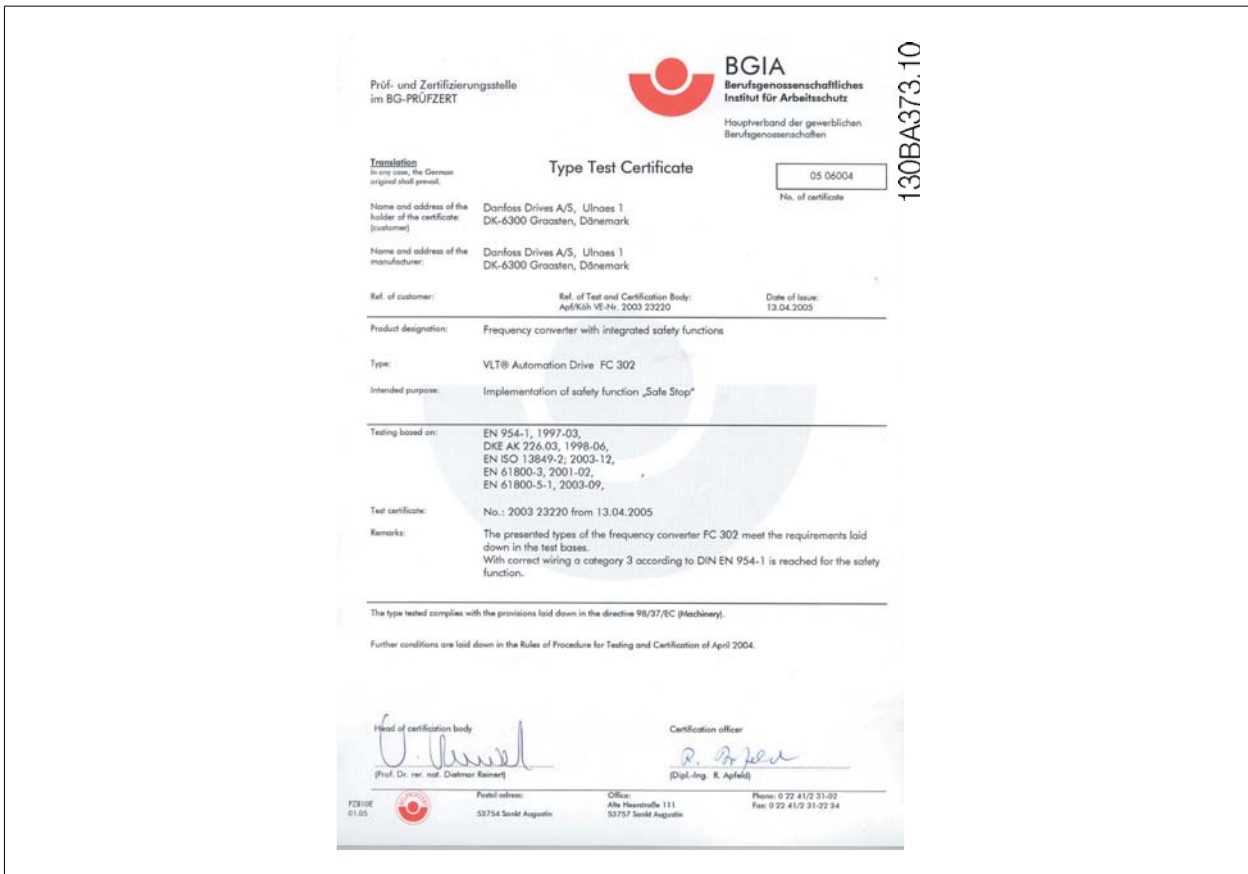 Prüf- und Zertifizierungsstelle
im BG-PRÜFZERT
BGIA
Berufsgenossenschaftliches
Institut für Arbeitsschutz
Hauptverband der gewerblichen
Berufsgenossenschaften
130BA373.10
Translation
In any case, the German
original shall prevail.
Type Test Certificate
05 06004
No. of certificate
Name and address of the
holder of the certificate:
(customer)
Danfoss Drives A/S, Ulnaes 1
DK-6300 Graasten, Dänemark
Name and address of the
manufacturer:
Danfoss Drives A/S, Ulnaes 1
DK-6300 Graasten, Dänemark
Ref. of customer:
Ref. of Test and Certification Body:
Apf/Köh VE-Nr. 2003 23220
Date of Issue:
13.04.2005
Product designation:
Frequency converter with integrated safety functions
Type:
VLT® Automation Drive FC 302
Intended purpose:
Implementation of safety function „Safe Stop“
Testing based on:
EN 954-1, 1997-03,
DKE AK 226.03, 1998-06,
EN ISO 13849-2; 2003-12,
EN 61800-3, 2001-02,
EN 61800-5-1, 2003-09,
Test certificate:
No.: 2003 23220 from 13.04.2005
Remarks:
The presented types of the frequency converter FC 302 meet the requirements laid
down in the test bases.
With correct wiring a category 3 according to DIN EN 954-1 is reached for the safety
function.
The type tested complies with the provisions laid down in the directive 98/37/EC (Machinery).
Further conditions are laid down in the Rules of Procedure for Testing and Certification of April 2004.
Head of certification body
(Prof. Dr. rer. nat. Dietmar Reinert)
Certification officer
(Dipl.-Ing. R. Apfeld)
PZB10E
01.05
BG-PRÜFZERT
Postal adress:
53754 Sankt Augustin
Office:
Alte Heerstraße 111
53757 Sankt Augustin
Phone: 0 22 41/2 31-02
Fax: 0 22 41/2 31-22 34